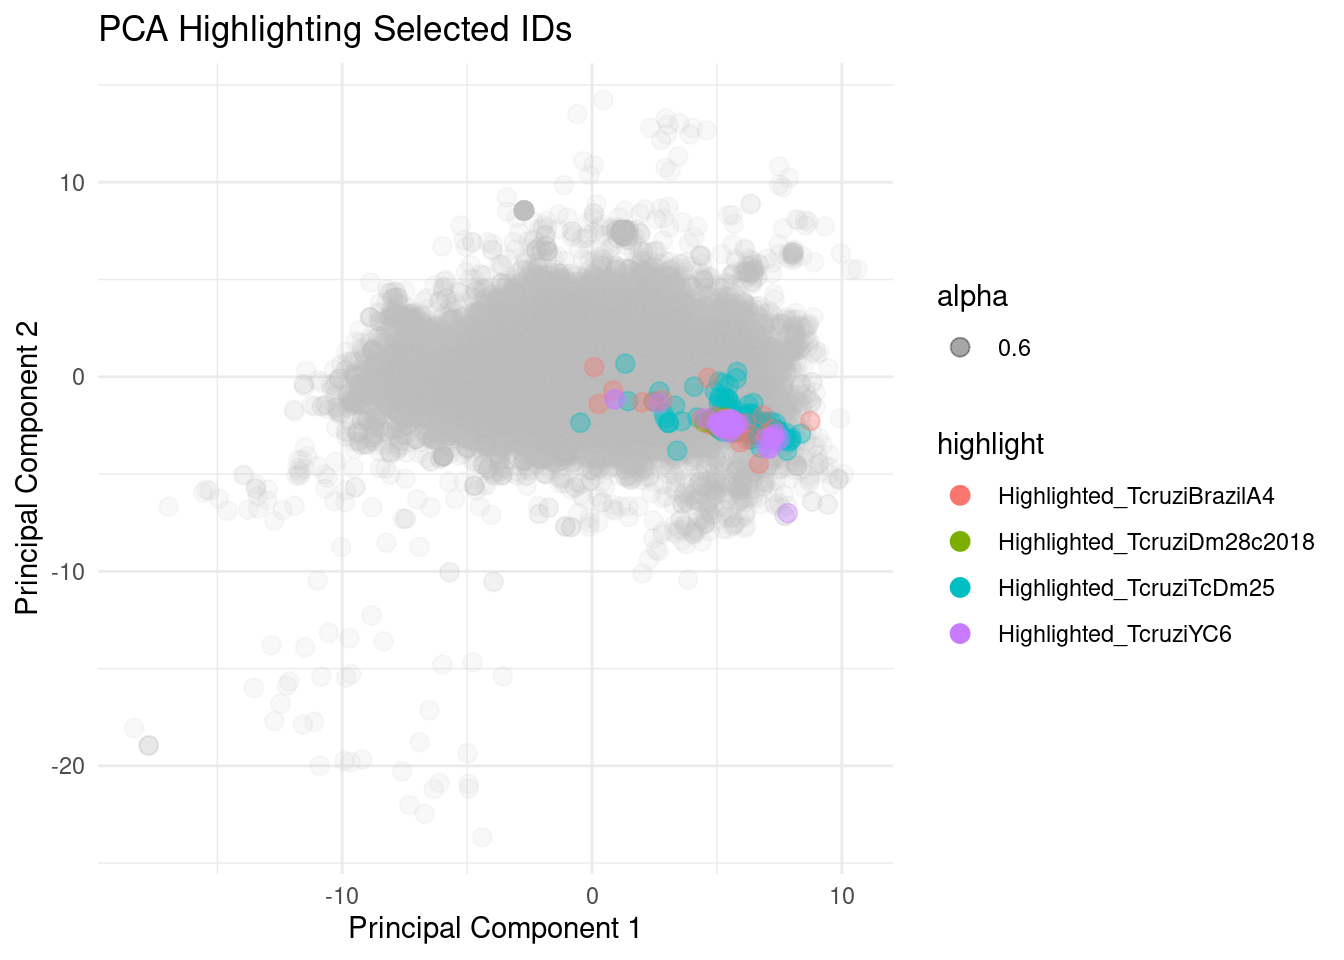 PCA Highlighting Selected IDs
Principal Component 2
10
0
-10
-20
-10
0
10
Principal Component 1
alpha
0.6
highlight
Highlighted_TcruziBrazilA4
Highlighted_TcruziDm28c2018
Highlighted_TcruziTcDm25
Highlighted_TcruziYC6